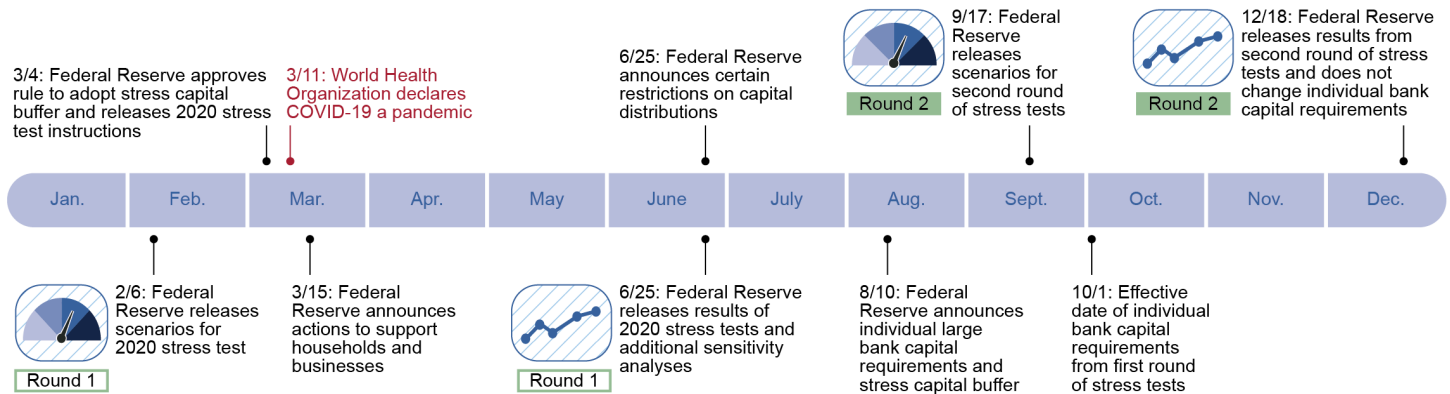 3/4: Federal Reserve approves
rule to adopt stress capital
buffer and releases 2020 stress
test instructions
3/11: World Health
Organization declares
COVID-19 a pandemic
6/25: Federal Reserve
announces certain
restrictions on capital
distributions
Round 2
9/17: Federal
Reserve
releases
scenarios for
second round
of stress tests
Round 2
12/18: Federal Reserve
releases results from
second round of stress
tests and does not
change individual bank
capital requirements
Jan.
Feb.
Mar.
Apr.
May
June
July
Aug.
Sept.
Oct.
Nov.
Dec.
Round 1
2/6: Federal
Reserve releases
scenarios for
2020 stress test
3/15: Federal
Reserve announces
actions to support
households and
businesses
Round 1
6/25: Federal Reserve
releases results of
2020 stress tests and
additional sensitivity
analyses
8/10: Federal
Reserve announces
individual large
bank capital
requirements and
stress capital buffer
10/1: Effective
date of individual
bank capital
requirements
from first round
of stress tests